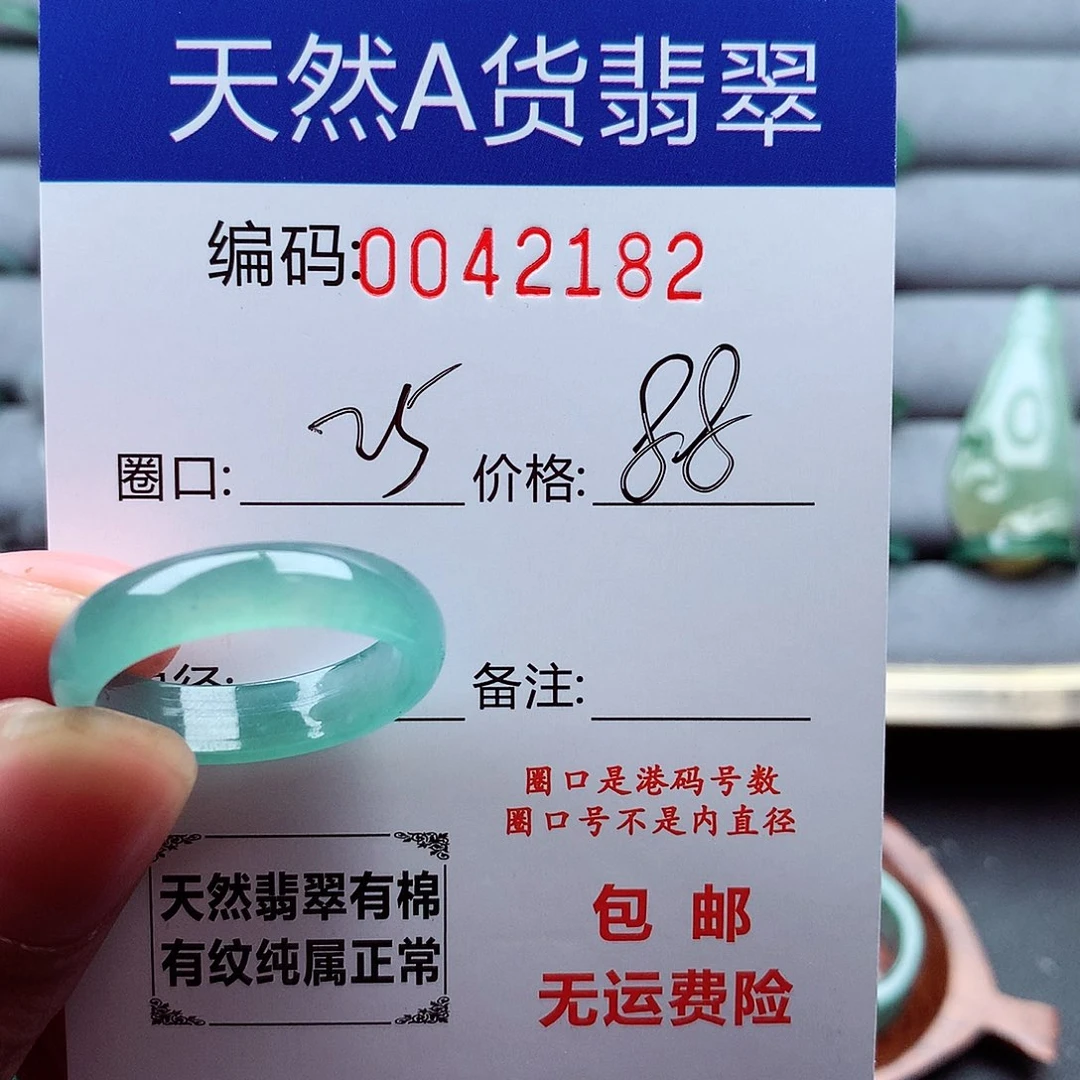 天然A货翡翠
编码:0042182
圈口: 25 价格: 88
径: 备注:
圈口是港码号数
圈口号不是内直径
天然翡翠有棉
有纹纯属正常
包邮
无运费险